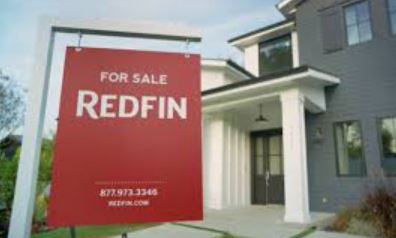 FOR SALE
REDFIN
877.973.3346
REDFIN.COM